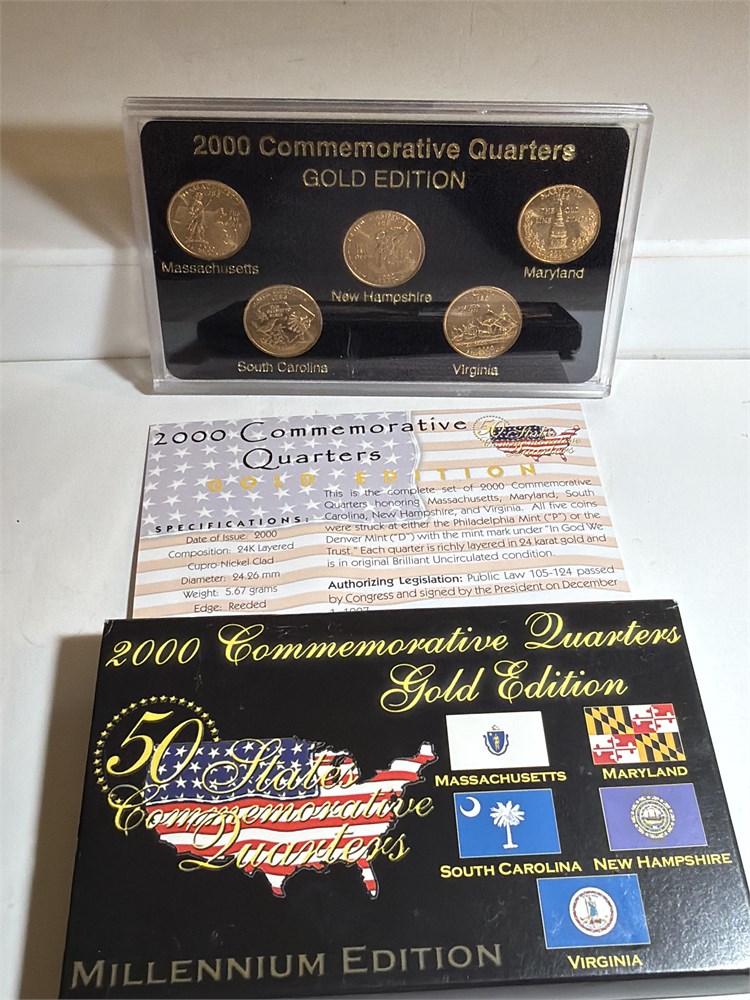 2000 Commemorative Quarters
GOLD EDITION
Massachusetts
New Hampshire
Maryland
South Carolina
Virginia
2000 Commemorative
Quarters
GOLD EDITION
50 States
Commemorative
Quarters
SPECIFICATIONS:
Date of Issue: 2000
Composition: 24K Layered
Cupro-Nickel Clad
Diameter: 24.26 mm
Weight: 5.67 grams
Edge: Reeded
This is the complete set of 2000 Commemorative
Quarters honoring Massachusetts, Maryland, South
Carolina, New Hampshire, and Virginia. All five coins
were struck at either the Philadelphia Mint ("P") or the
Denver Mint ("D") with the mint mark under "In God We
Trust." Each quarter is richly layered in 24 karat gold and
is in original Brilliant Uncirculated condition.
Authorizing Legislation: Public Law 105-124 passed
by Congress and signed by the President on December
2000 Commemorative Quarters
Gold Edition
50 States
Commemorative
Quarters
MASSACHUSETTS
MARYLAND
SOUTH CAROLINA
NEW HAMPSHIRE
VIRGINIA
MILLENNIUM EDITION